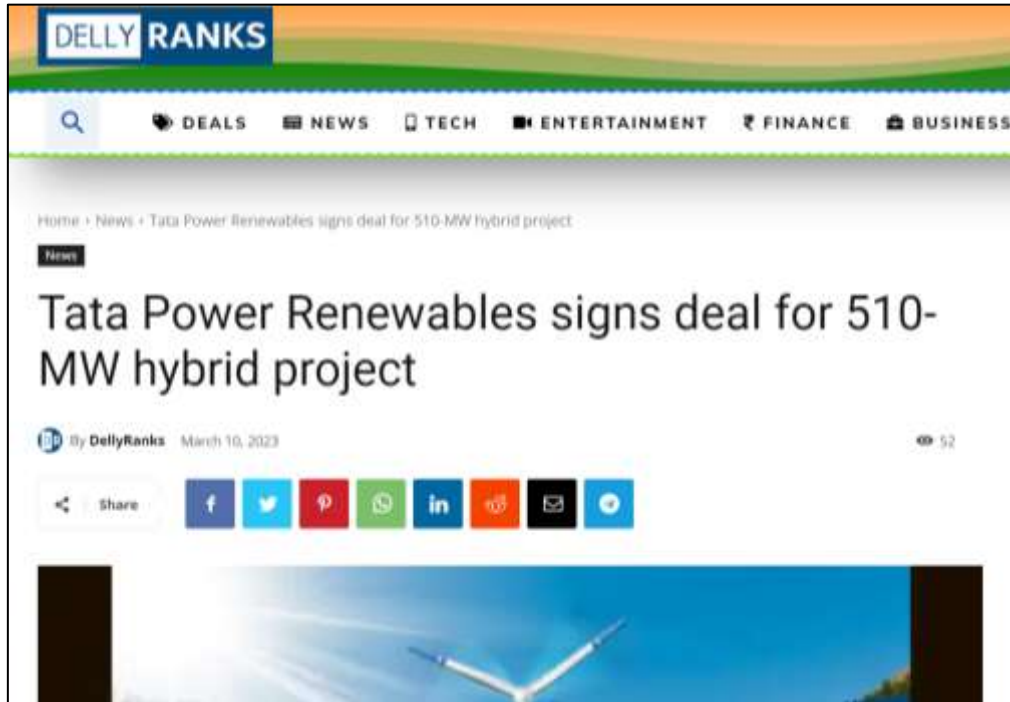 DELLY RANKS
DEALS NEWS TECH ENTERTAINMENT ₹ FINANCE BUSINESS
Home › News › Tata Power Renewables signs deal for 510-MW hybrid project
News
Tata Power Renewables signs deal for 510-
MW hybrid project
By DellyRanks March 10, 2023 52
Share